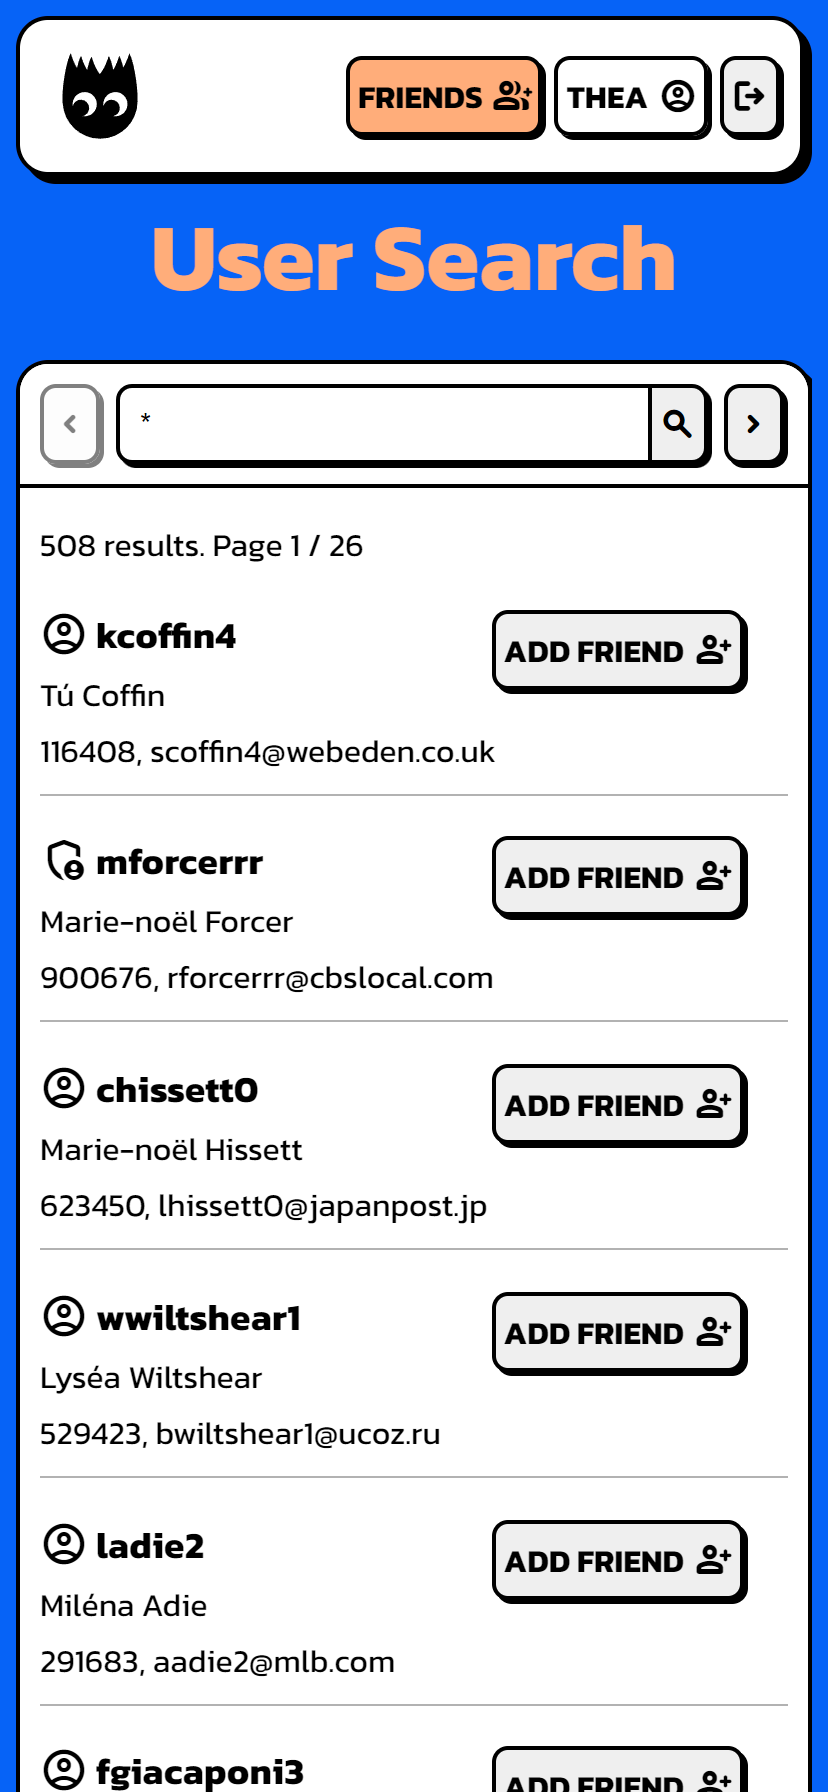 FRIENDS THEA
User Search
*
508 results. Page 1 / 26
kcoffin4 ADD FRIEND
Tú Coffin
116408, scoffin4@webeden.co.uk
mforcerrr ADD FRIEND
Marie-noël Forcer
900676, rforcerrr@cbslocal.com
chissett0 ADD FRIEND
Marie-noël Hissett
623450, lhissett0@japanpost.jp
wwiltshear1 ADD FRIEND
Lyséa Wiltshear
529423, bwiltshear1@ucoz.ru
ladie2 ADD FRIEND
Miléna Adie
291683, aadie2@mlb.com
fgiacaponi3 ADD FRIEND